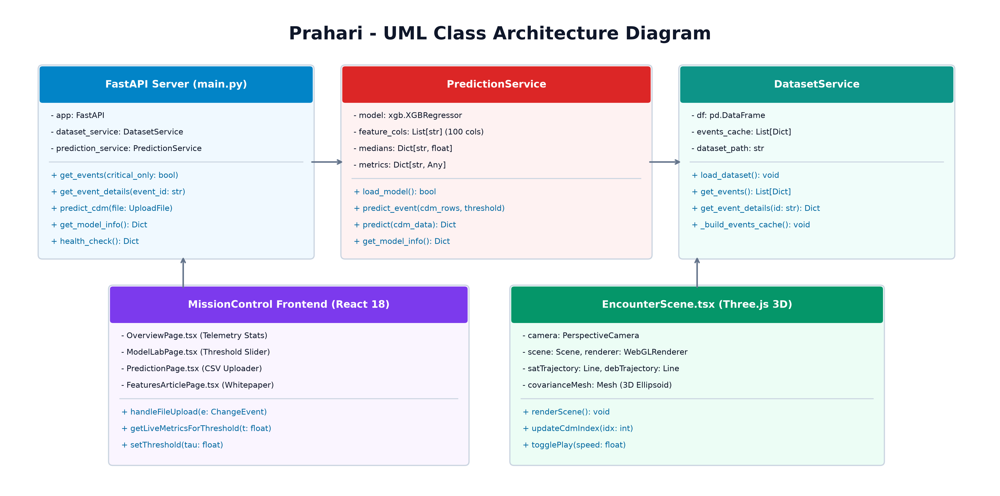 Prahari - UML Class Architecture Diagram
FastAPI Server (main.py)
- app: FastAPI
- dataset_service: DatasetService
- prediction_service: PredictionService
+ get_events(critical_only: bool)
+ get_event_details(event_id: str)
+ predict_cdm(file: UploadFile)
+ get_model_info(): Dict
+ health_check(): Dict
PredictionService
- model: xgb.XGBRegressor
- feature_cols: List[str] (100 cols)
- medians: Dict[str, float]
- metrics: Dict[str, Any]
+ load_model(): bool
+ predict_event(cdm_rows, threshold)
+ predict(cdm_data): Dict
+ get_model_info(): Dict
DatasetService
- df: pd.DataFrame
- events_cache: List[Dict]
- dataset_path: str
+ load_dataset(): void
+ get_events(): List[Dict]
+ get_event_details(id: str): Dict
+ _build_events_cache(): void
MissionControl Frontend (React 18)
- OverviewPage.tsx (Telemetry Stats)
- ModelLabPage.tsx (Threshold Slider)
- PredictionPage.tsx (CSV Uploader)
- FeaturesArticlePage.tsx (Whitepaper)
+ handleFileUpload(e: ChangeEvent)
+ getLiveMetricsForThreshold(t: float)
+ setThreshold(tau: float)
EncounterScene.tsx (Three.js 3D)
- camera: PerspectiveCamera
- scene: Scene, renderer: WebGLRenderer
- satTrajectory: Line, debTrajectory: Line
- covarianceMesh: Mesh (3D Ellipsoid)
+ renderScene(): void
+ updateCdmIndex(idx: int)
+ togglePlay(speed: float)